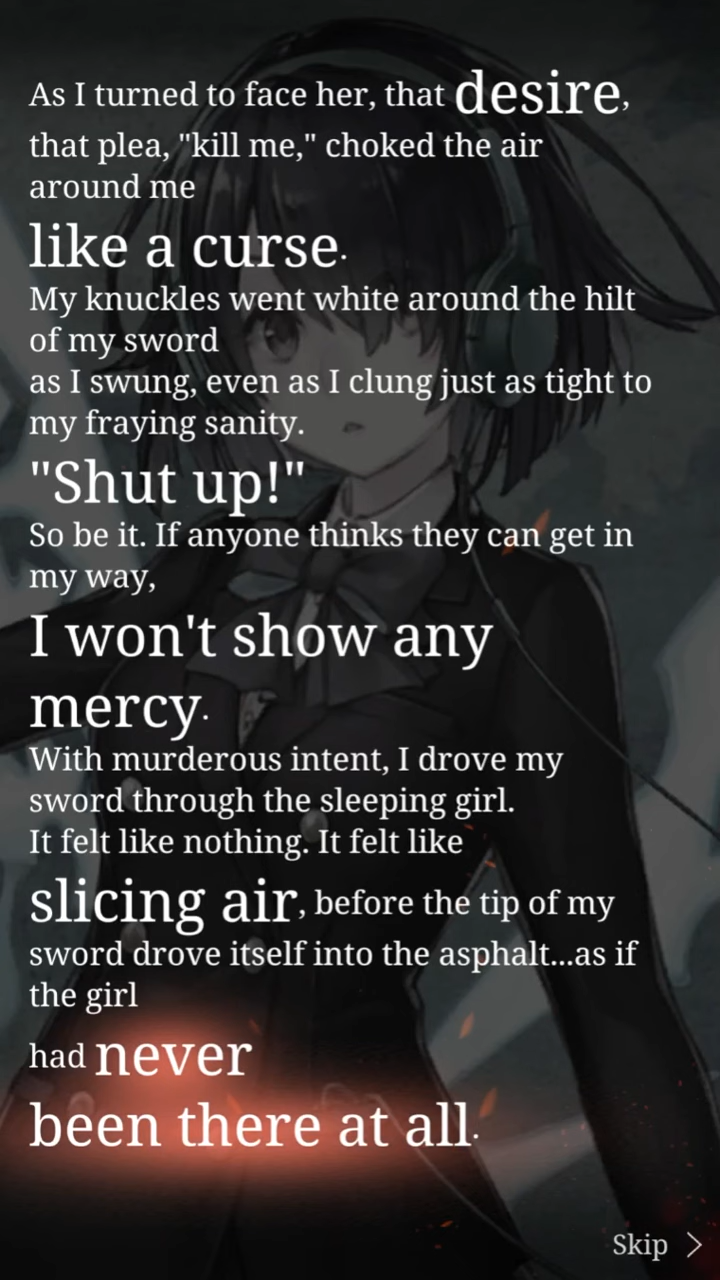 As I turned to face her, that desire,
that plea, "kill me," choked the air
around me
like a curse.
My knuckles went white around the hilt
of my sword
as I swung, even as I clung just as tight to
my fraying sanity.
"Shut up!"
So be it. If anyone thinks they can get in
my way,
I won't show any
mercy.
With murderous intent, I drove my
sword through the sleeping girl.
It felt like nothing. It felt like
slicing air, before the tip of my
sword drove itself into the asphalt...as if
the girl
had never
been there at all.
Skip >